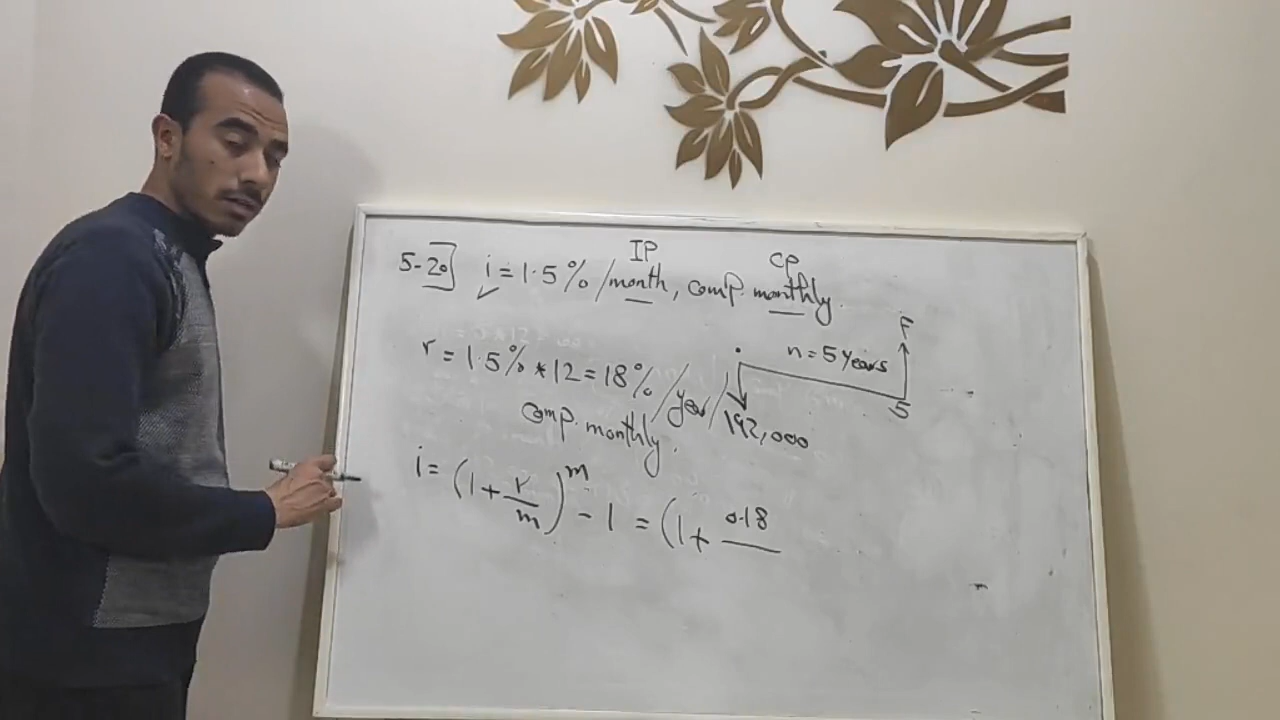 IP CP
5-20] i = 1.5% / month, comp. monthly.
F
n = 5 years
r = 1.5% * 12 = 18% / year /
comp. monthly.
192,000
5
i = (1 + r/m)^m - 1 = (1 + 0.18